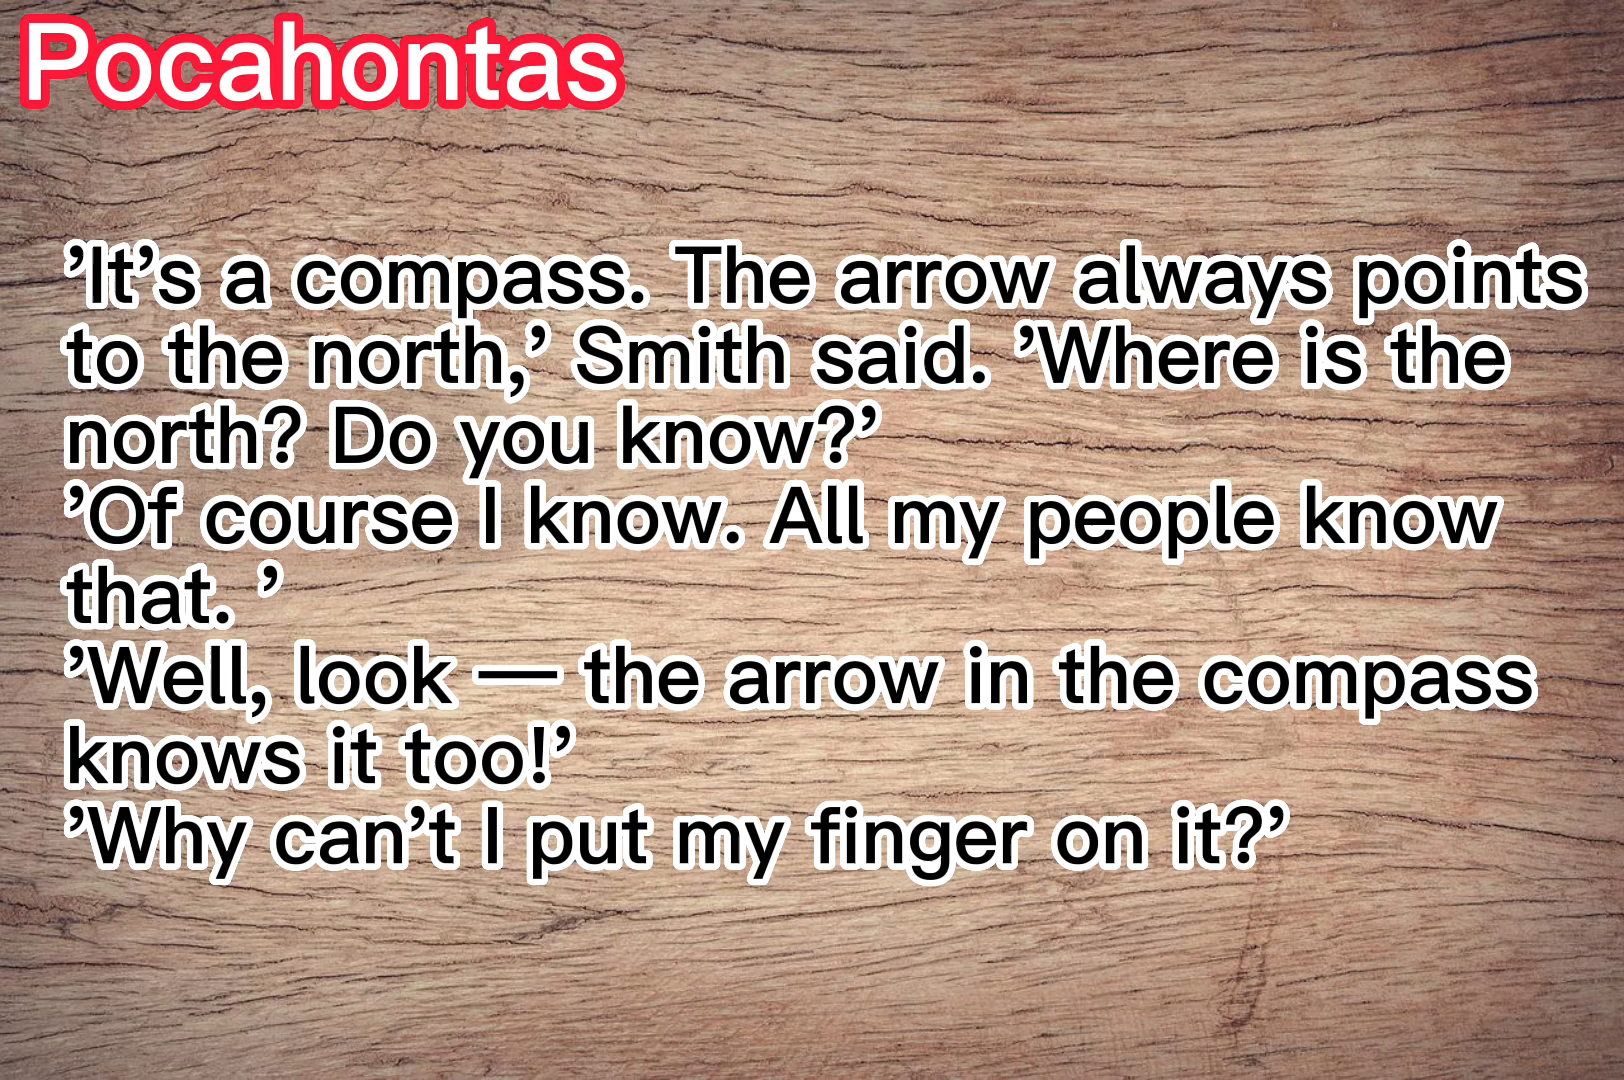 Pocahontas
’It’s a compass. The arrow always points
to the north,’ Smith said. ’Where is the
north? Do you know?’
’Of course I know. All my people know
that. ’
’Well, look — the arrow in the compass
knows it too!’
’Why can’t I put my finger on it?’